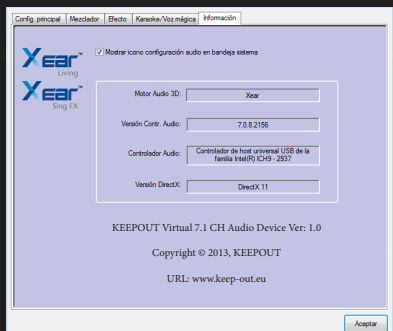 Config. principal Mezclador Efecto Karaoke/Voz mágica Información
Xear™
Living
Xear™
Sing FX
Mostrar icono configuración audio en bandeja sistema
Motor Audio 3D: Xear
Versión Contr. Audio: 7.0.8.2156
Controlador Audio: Controlador de host universal USB de la
familia Intel(R) ICH9 - 2937
Versión DirectX: DirectX 11
KEEPOUT Virtual 7.1 CH Audio Device Ver: 1.0
Copyright © 2013, KEEPOUT
URL: www.keep-out.eu
Aceptar